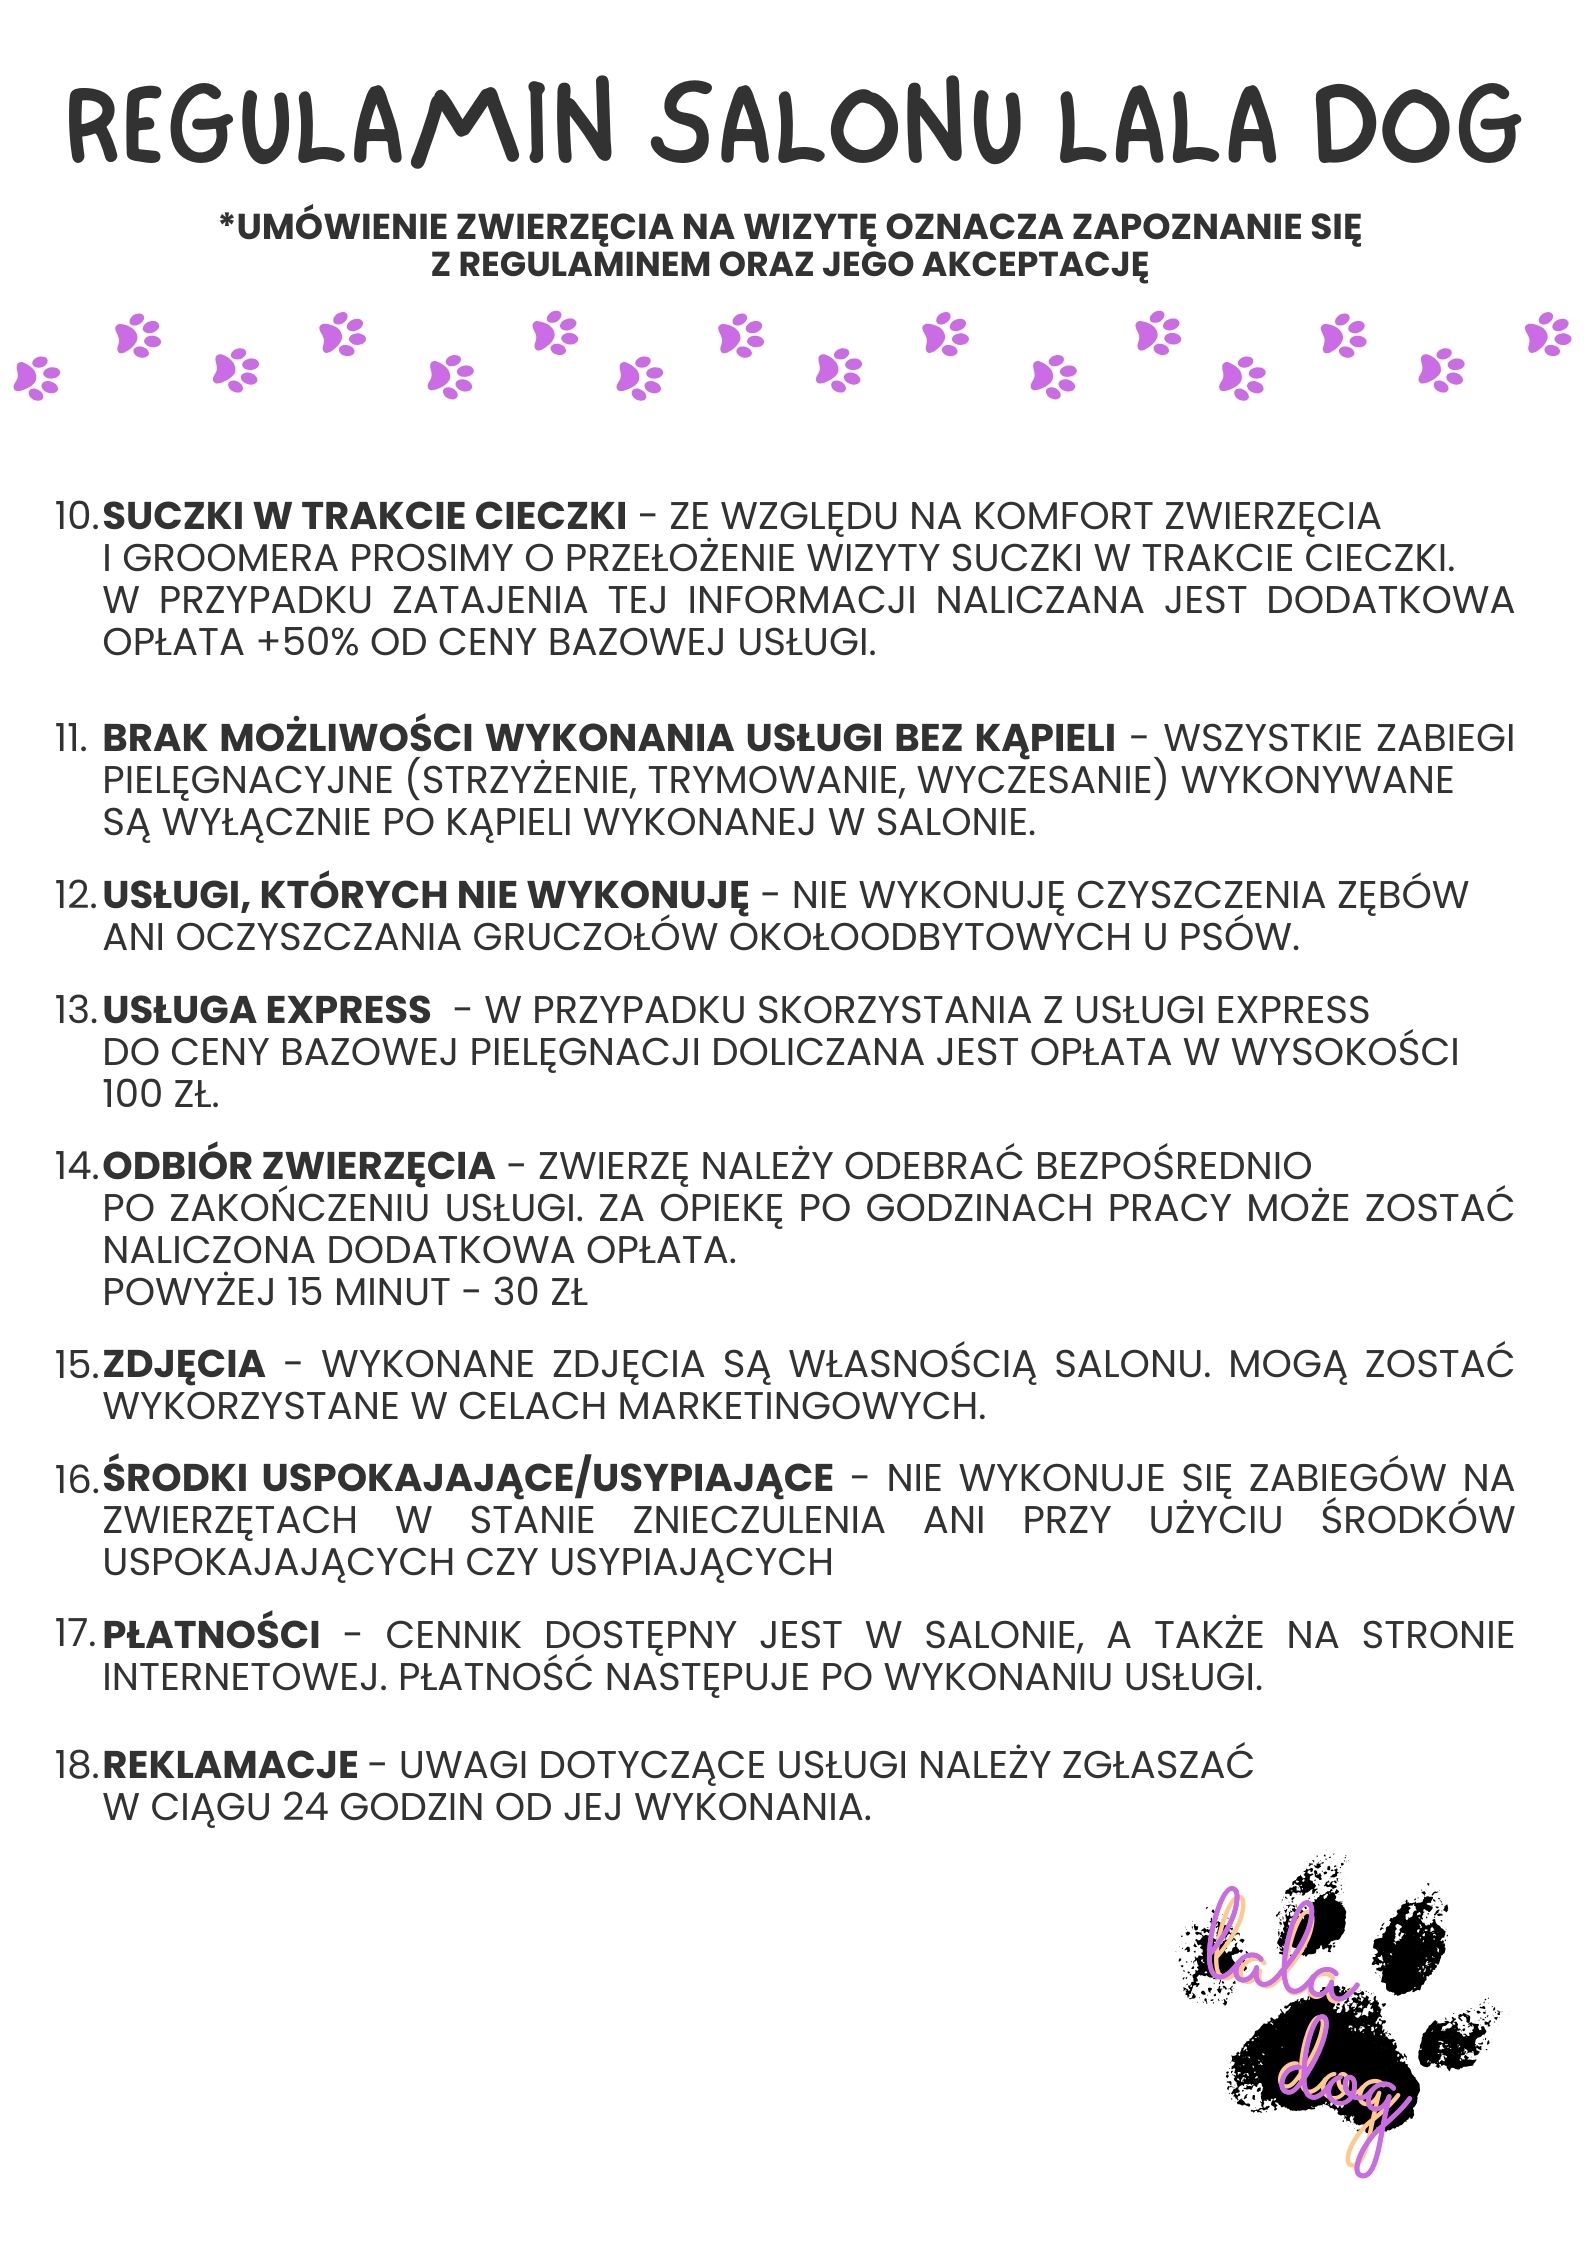 REGULAMIN SALONU LALA DOG
*UMÓWIENIE ZWIERZĘCIA NA WIZYTĘ OZNACZA ZAPOZNANIE SIĘ
Z REGULAMINEM ORAZ JEGO AKCEPTACJĘ
10. SUCZKI W TRAKCIE CIECZKI - ZE WZGLĘDU NA KOMFORT ZWIERZĘCIA
I GROOMERA PROSIMY O PRZEŁOŻENIE WIZYTY SUCZKI W TRAKCIE CIECZKI.
W PRZYPADKU ZATAJENIA TEJ INFORMACJI NALICZANA JEST DODATKOWA
OPŁATA +50% OD CENY BAZOWEJ USŁUGI.
11. BRAK MOŻLIWOŚCI WYKONANIA USŁUGI BEZ KĄPIELI - WSZYSTKIE ZABIEGI
PIELĘGNACYJNE (STRZYŻENIE, TRYMOWANIE, WYCZESANIE) WYKONYWANE
SĄ WYŁĄCZNIE PO KĄPIELI WYKONANEJ W SALONIE.
12. USŁUGI, KTÓRYCH NIE WYKONUJĘ - NIE WYKONUJĘ CZYSZCZENIA ZĘBÓW
ANI OCZYSZCZANIA GRUCZOŁÓW OKOŁOODBYTOWYCH U PSÓW.
13. USŁUGA EXPRESS - W PRZYPADKU SKORZYSTANIA Z USŁUGI EXPRESS
DO CENY BAZOWEJ PIELĘGNACJI DOLICZANA JEST OPŁATA W WYSOKOŚCI
100 ZŁ.
14. ODBIÓR ZWIERZĘCIA - ZWIERZĘ NALEŻY ODEBRAĆ BEZPOŚREDNIO
PO ZAKOŃCZENIU USŁUGI. ZA OPIEKĘ PO GODZINACH PRACY MOŻE ZOSTAĆ
NALICZONA DODATKOWA OPŁATA.
POWYŻEJ 15 MINUT - 30 ZŁ
15. ZDJĘCIA - WYKONANE ZDJĘCIA SĄ WŁASNOŚCIĄ SALONU. MOGĄ ZOSTAĆ
WYKORZYSTANE W CELACH MARKETINGOWYCH.
16. ŚRODKI USPOKAJAJĄCE/USYPIAJĄCE - NIE WYKONUJE SIĘ ZABIEGÓW NA
ZWIERZĘTACH W STANIE ZNIECZULENIA ANI PRZY UŻYCIU ŚRODKÓW
USPOKAJAJĄCYCH CZY USYPIAJĄCYCH
17. PŁATNOŚCI - CENNIK DOSTĘPNY JEST W SALONIE, A TAKŻE NA STRONIE
INTERNETOWEJ. PŁATNOŚĆ NASTĘPUJE PO WYKONANIU USŁUGI.
18. REKLAMACJE - UWAGI DOTYCZĄCE USŁUGI NALEŻY ZGŁASZAĆ
W CIĄGU 24 GODZIN OD JEJ WYKONANIA.
lala
dog